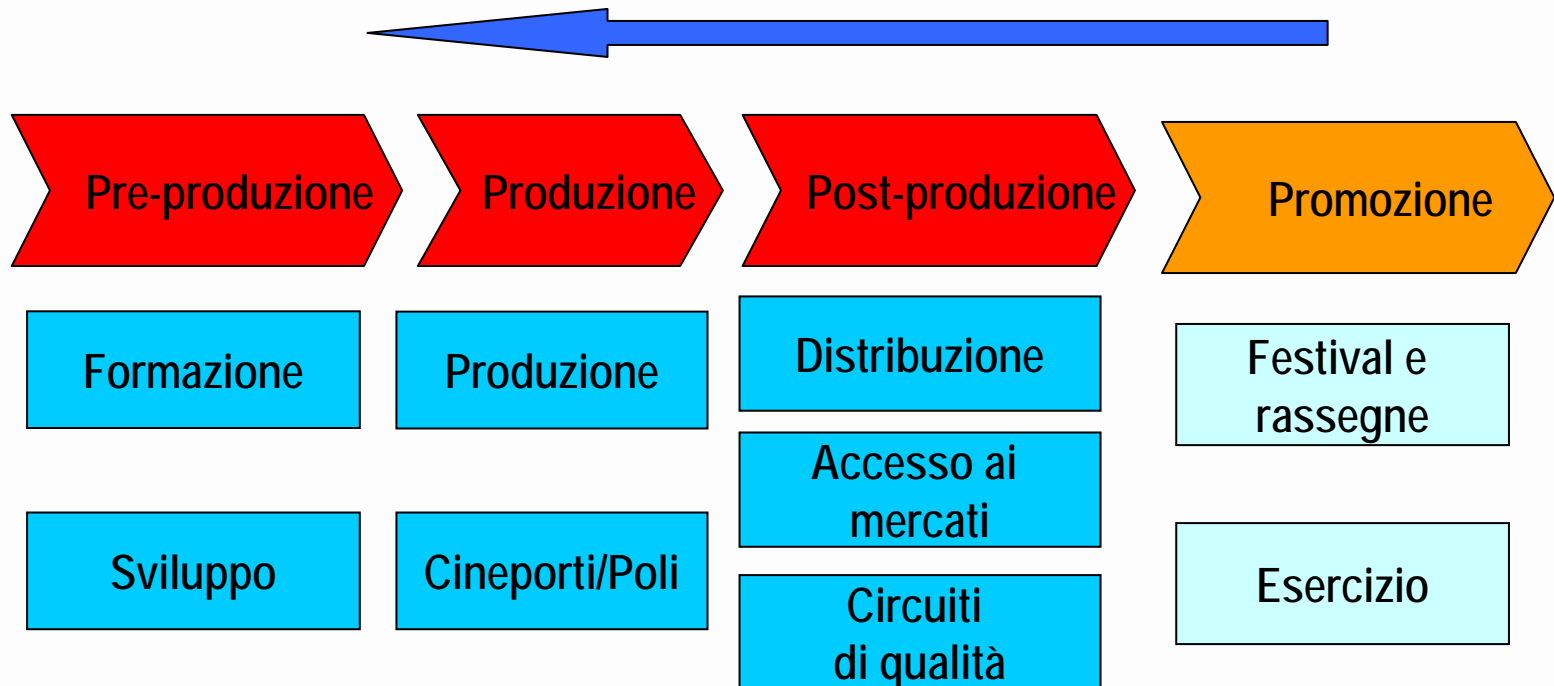 Pre-produzione
Produzione
Post-produzione
Promozione
Formazione
Produzione
Distribuzione
Festival e
rassegne
Accesso ai
mercati
Sviluppo
Cineporti/Poli
Circuiti
di qualità
Esercizio